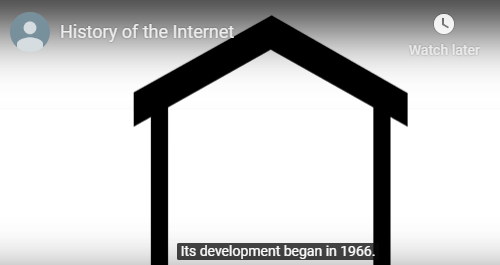 History of the Internet
Watch later
Its development began in 1966.